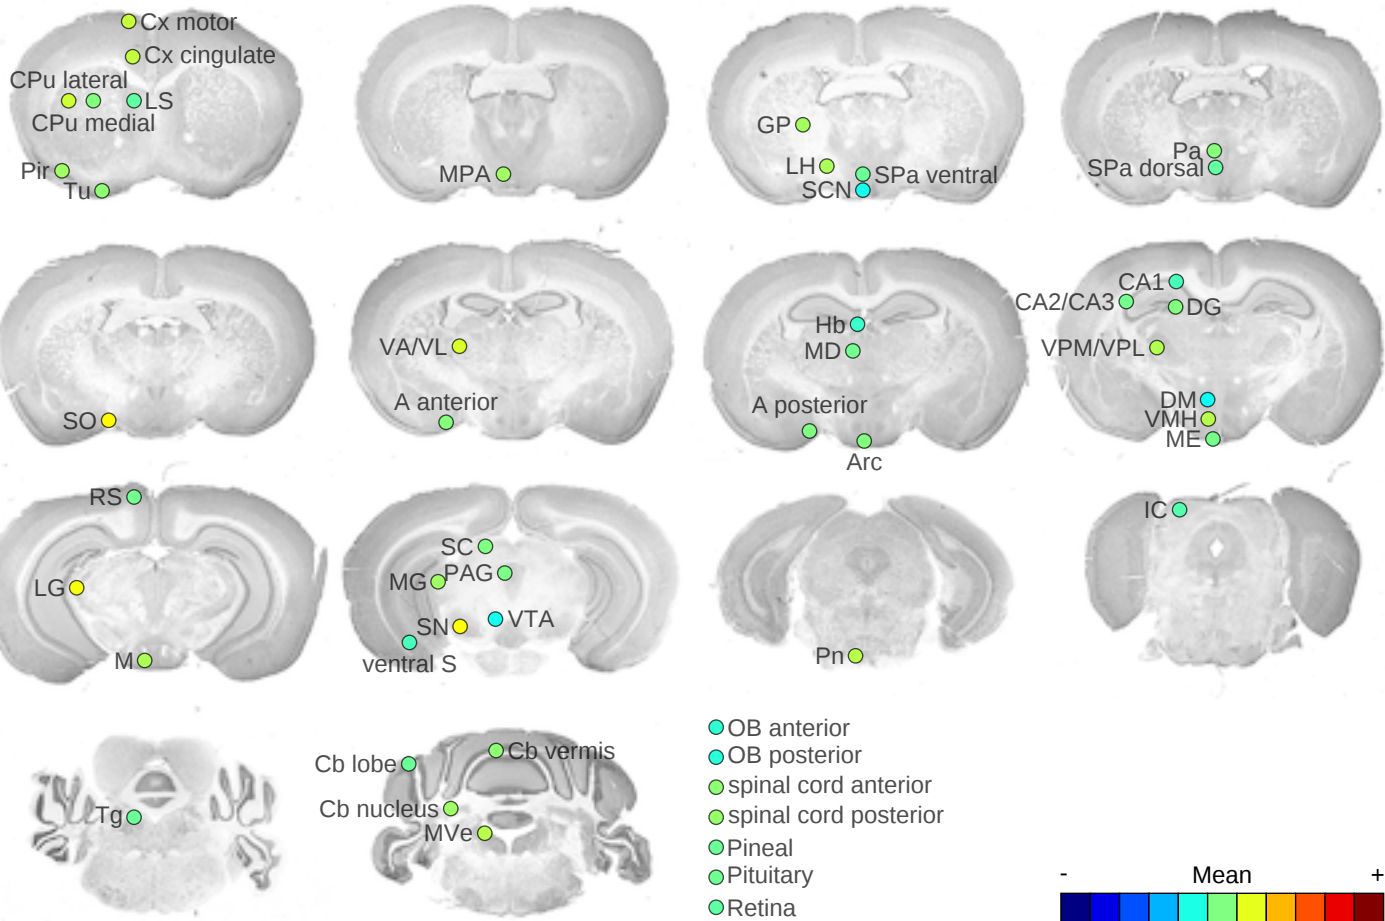 Cx motor
Cx cingulate
CPu lateral
LS
CPu medial
Pir
Tu
MPA
GP
LH
SPa ventral
SCN
Pa
SPa dorsal
SO
VA/VL
A anterior
Hb
MD
A posterior
Arc
CA1
CA2/CA3
DG
VPM/VPL
DM
VMH
ME
RS
LG
M
SC
MG
PAG
SN
VTA
ventral S
Pn
IC
Tg
Cb lobe
Cb vermis
Cb nucleus
MVe
OB anterior
OB posterior
spinal cord anterior
spinal cord posterior
Pineal
Pituitary
Retina
- Mean +